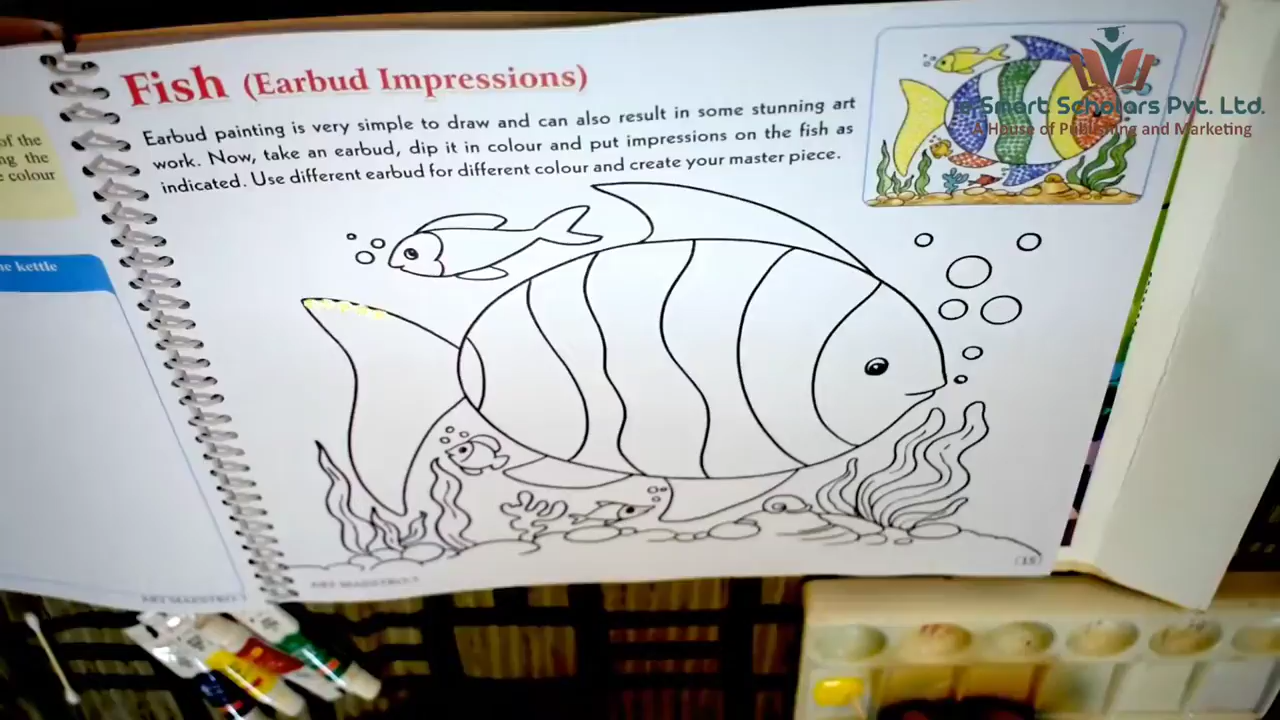 Fish (Earbud Impressions)
Earbud painting is very simple to draw and can also result in some stunning art
work. Now, take an earbud, dip it in colour and put impressions on the fish as
indicated. Use different earbud for different colour and create your master piece.
of the
ng the
colour
he kettle
Smart Scholars Pvt. Ltd.
A House of Publishing and Marketing
15